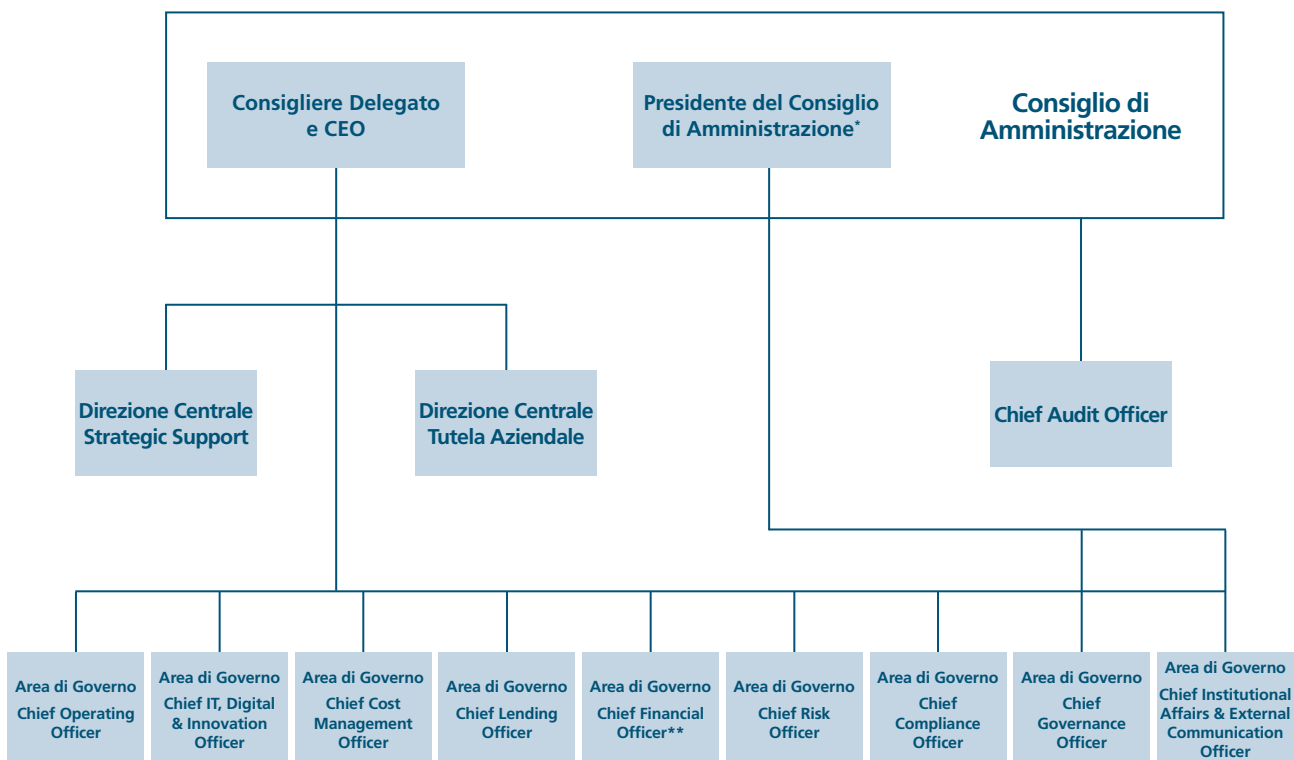 Consigliere Delegato
e CEO
Presidente del Consiglio
di Amministrazione*
Consiglio di
Amministrazione
Direzione Centrale
Strategic Support
Direzione Centrale
Tutela Aziendale
Chief Audit Officer
Area di Governo
Chief Operating
Officer
Area di Governo
Chief IT, Digital
& Innovation
Officer
Area di Governo
Chief Cost
Management
Officer
Area di Governo
Chief Lending
Officer
Area di Governo
Chief Financial
Officer**
Area di Governo
Chief Risk
Officer
Area di Governo
Chief
Compliance
Officer
Area di Governo
Chief
Governance
Officer
Area di Governo
Chief Institutional
Affairs & External
Communication
Officer